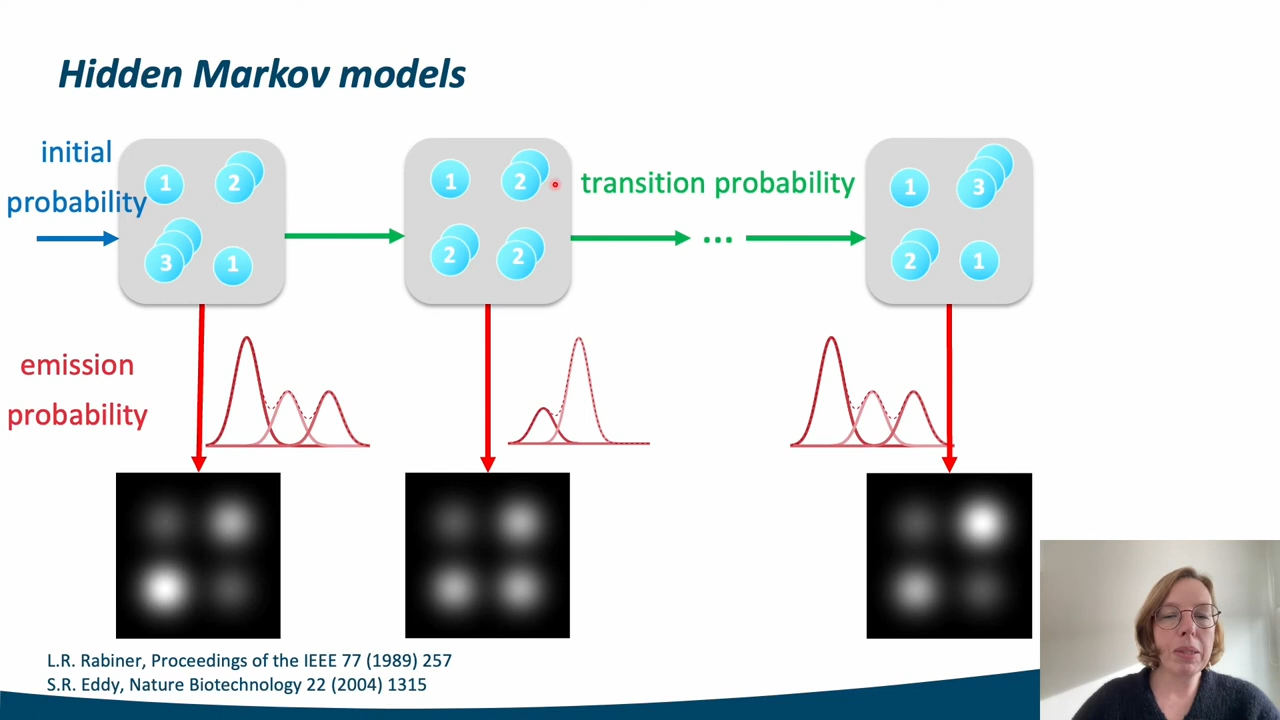 Hidden Markov models
initial
probability
1 2
3 1
1 2
2 2
transition probability
...
1 3
2 1
emission
probability
L.R. Rabiner, Proceedings of the IEEE 77 (1989) 257
S.R. Eddy, Nature Biotechnology 22 (2004) 1315